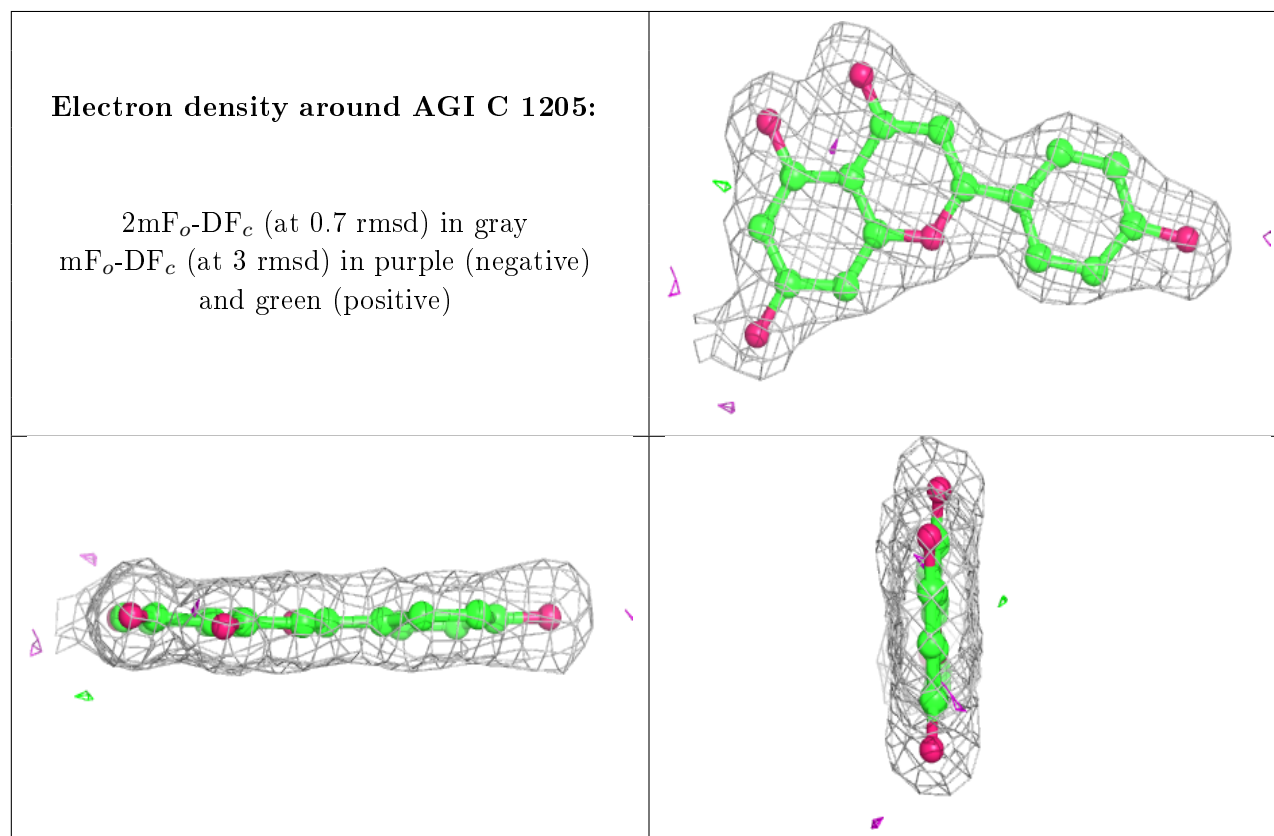 Electron density around AGI C 1205:
2mFo-DFc (at 0.7 rmsd) in gray
mFo-DFc (at 3 rmsd) in purple (negative)
and green (positive)